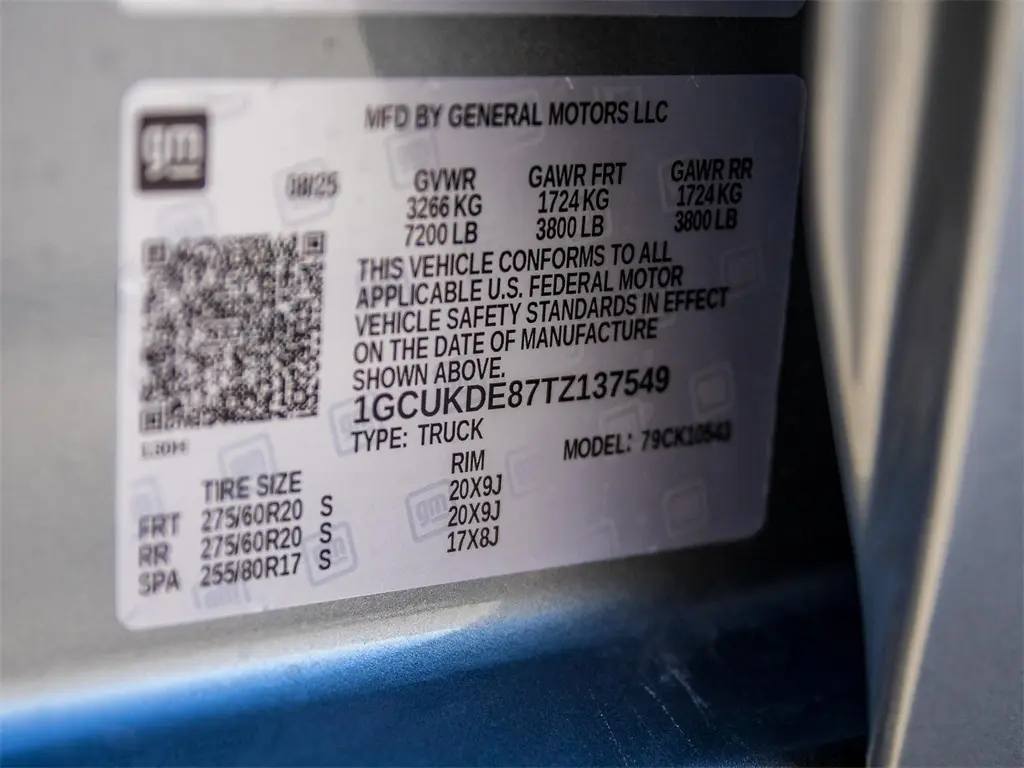 gm
MFD BY GENERAL MOTORS LLC
08/25
GVWR GAWR FRT GAWR RR
3266 KG 1724 KG 1724 KG
7200 LB 3800 LB 3800 LB
THIS VEHICLE CONFORMS TO ALL
APPLICABLE U.S. FEDERAL MOTOR
VEHICLE SAFETY STANDARDS IN EFFECT
ON THE DATE OF MANUFACTURE
SHOWN ABOVE.
1GCUKDE87TZ137549
TYPE: TRUCK MODEL: 79CK10543
TIRE SIZE RIM
FRT 275/60R20 S 20X9J
RR 275/60R20 S 20X9J
SPA 255/80R17 S 17X8J